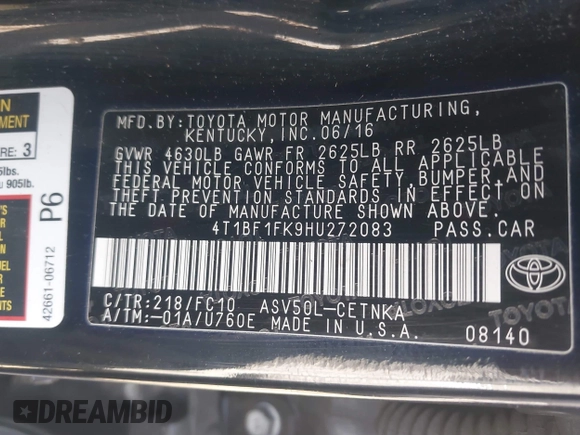 MFD.BY:TOYOTA MOTOR MANUFACTURING,
KENTUCKY,INC.06/16
GVWR 4630LB GAWR FR 2625LB RR 2625LB
THIS VEHICLE CONFORMS TO ALL APPLICABLE
FEDERAL MOTOR VEHICLE SAFETY,BUMPER,AND
THEFT PREVENTION STANDARDS IN EFFECT ON
THE DATE OF MANUFACTURE SHOWN ABOVE.
4T1BF1FK9HU272083 PASS.CAR
C/TR:218/FC10 ASV50L-CETNKA
A/TM:-01A/U760E MADE IN U.S.A.
08140
TOYOTA
3
905lb.
P6
42661-06712
DREAMBID